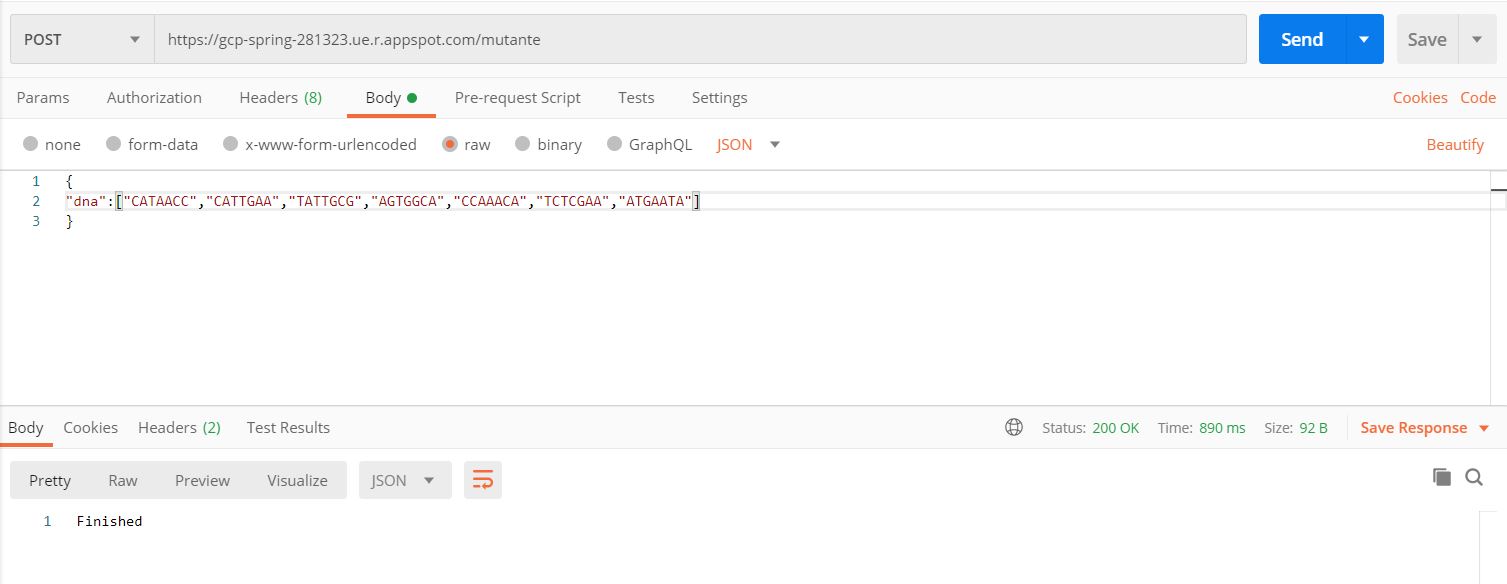 POST https://gcp-spring-281323.ue.r.appspot.com/mutante Send Save
Params Authorization Headers (8) Body Pre-request Script Tests Settings Cookies Code
none form-data x-www-form-urlencoded raw binary GraphQL JSON Beautify
1 {
2 "dna":["CATAACC","CATTGAA","TATTGCG","AGTGGCA","CCAAACA","TCTCGAA","ATGAATA"]
3 }
Body Cookies Headers (2) Test Results Status: 200 OK Time: 890 ms Size: 92 B Save Response
Pretty Raw Preview Visualize JSON
1 Finished